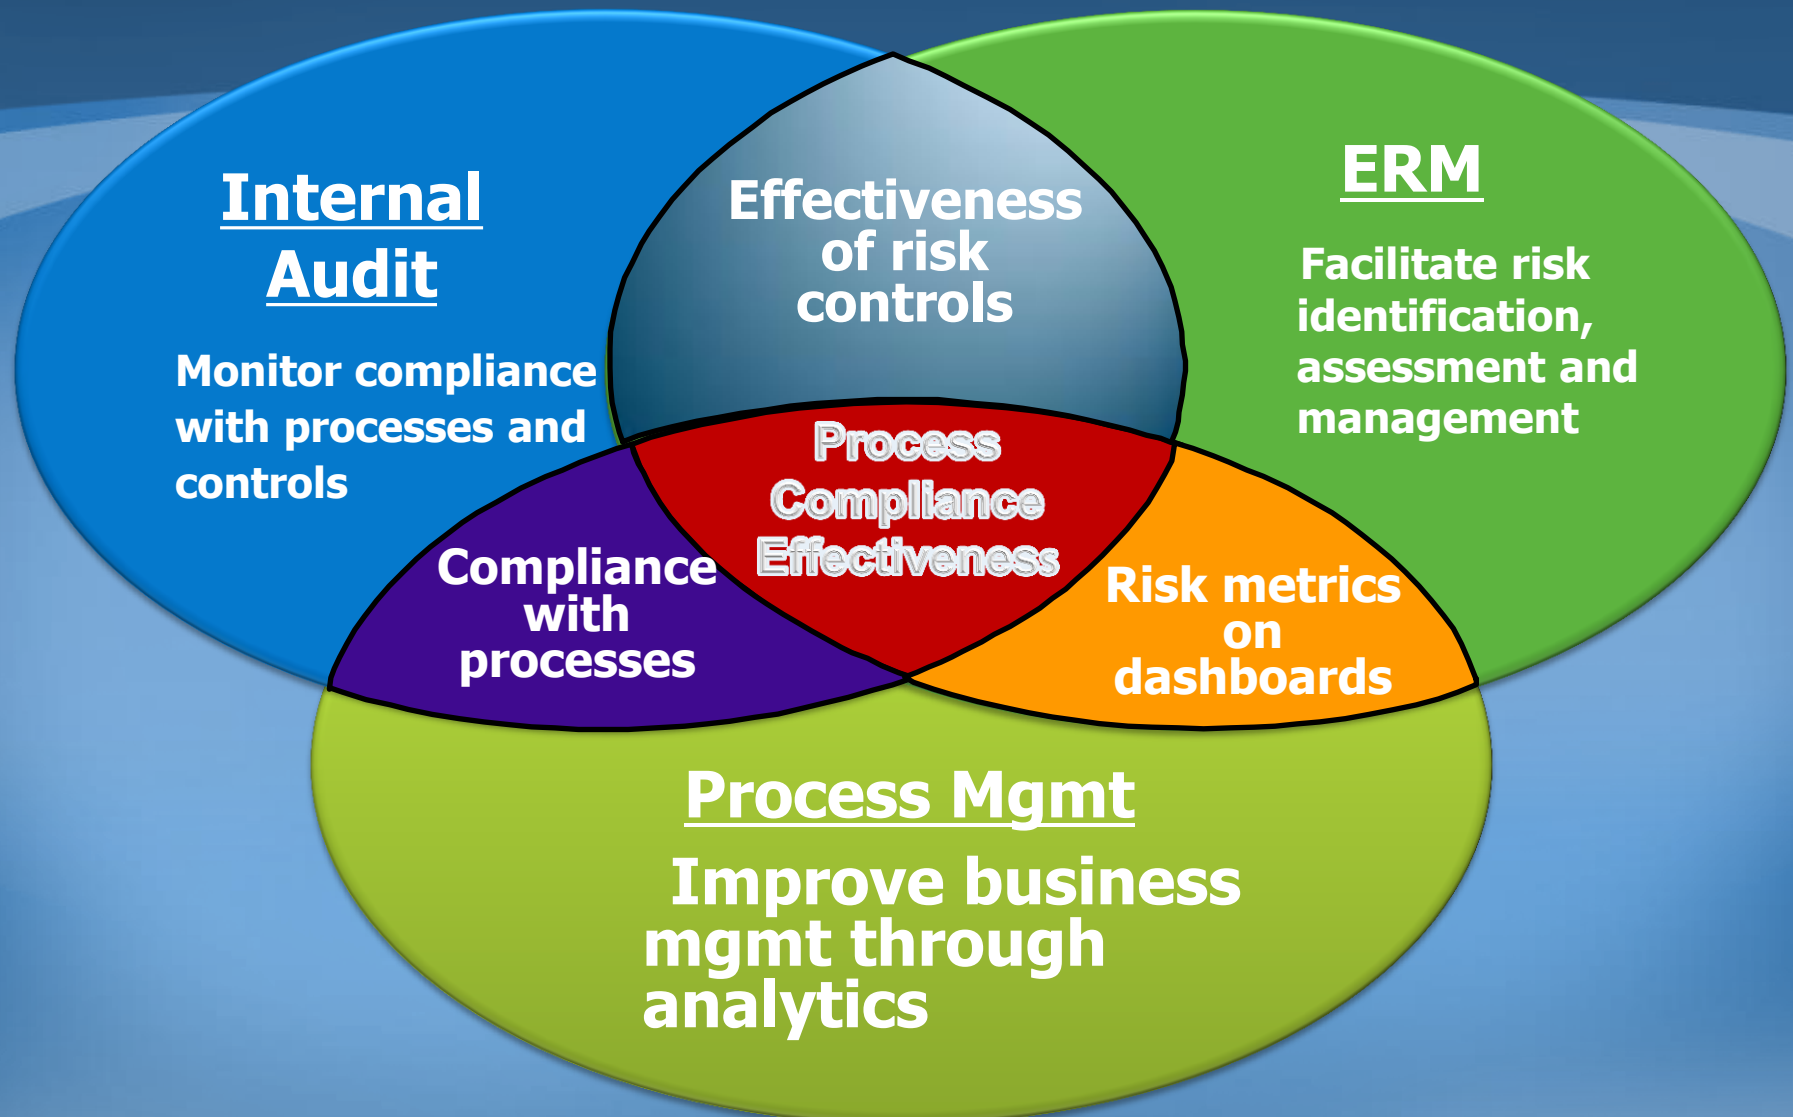 Internal
Audit
Monitor compliance
with processes and
controls
Effectiveness
of risk
controls
ERM
Facilitate risk
identification,
assessment and
management
Process
Compliance
Effectiveness
Compliance
with
processes
Risk metrics
on
dashboards
Process Mgmt
Improve business
mgmt through
analytics